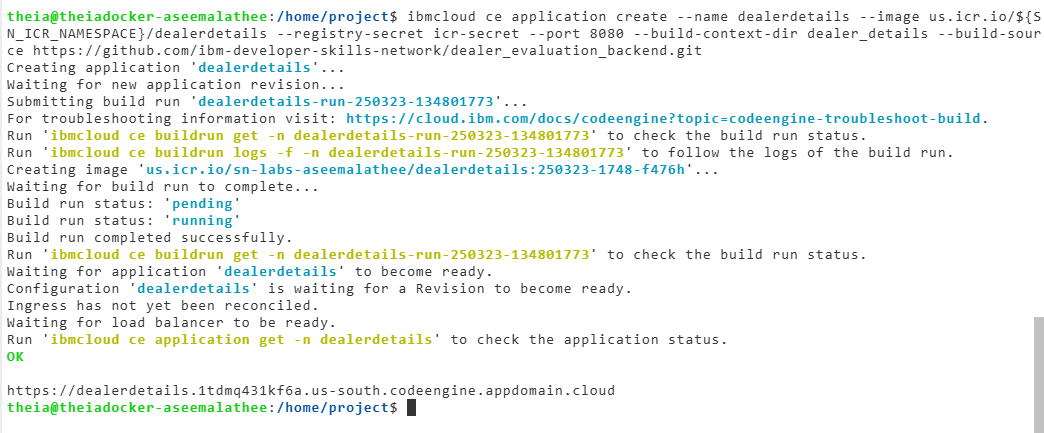 theia@theiadocker-aseemalathee:/home/project$ ibmcloud ce application create --name dealerdetails --image us.icr.io/${S
N_ICR_NAMESPACE}/dealerdetails --registry-secret icr-secret --port 8080 --build-context-dir dealer_details --build-sour
ce https://github.com/ibm-developer-skills-network/dealer_evaluation_backend.git
Creating application 'dealerdetails'...
Waiting for new application revision...
Submitting build run 'dealerdetails-run-250323-134801773'...
For troubleshooting information visit: https://cloud.ibm.com/docs/codeengine?topic=codeengine-troubleshoot-build.
Run 'ibmcloud ce buildrun get -n dealerdetails-run-250323-134801773' to check the build run status.
Run 'ibmcloud ce buildrun logs -f -n dealerdetails-run-250323-134801773' to follow the logs of the build run.
Creating image 'us.icr.io/sn-labs-aseemalathee/dealerdetails:250323-1748-f476h'...
Waiting for build run to complete...
Build run status: 'pending'
Build run status: 'running'
Build run completed successfully.
Run 'ibmcloud ce buildrun get -n dealerdetails-run-250323-134801773' to check the build run status.
Waiting for application 'dealerdetails' to become ready.
Configuration 'dealerdetails' is waiting for a Revision to become ready.
Ingress has not yet been reconciled.
Waiting for load balancer to be ready.
Run 'ibmcloud ce application get -n dealerdetails' to check the application status.
OK
https://dealerdetails.1tdmq431kf6a.us-south.codeengine.appdomain.cloud
theia@theiadocker-aseemalathee:/home/project$